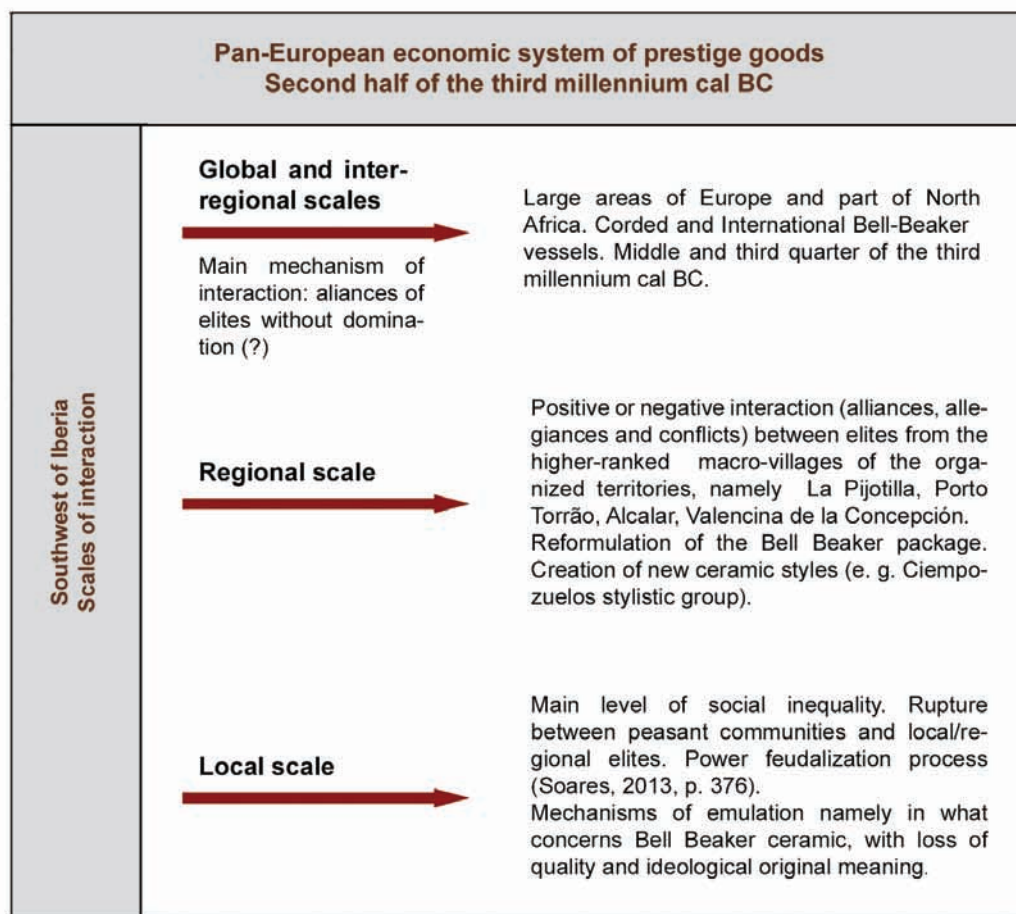 Pan-European economic system of prestige goods
Second half of the third millennium cal BC
Southwest of Iberia
Scales of interaction
Global and inter-
regional scales
Main mechanism of
interaction: aliances of
elites without domina-
tion (?)
Large areas of Europe and part of North
Africa. Corded and International Bell-Beaker
vessels. Middle and third quarter of the third
millennium cal BC.
Regional scale
Positive or negative interaction (alliances, alle-
giances and conflicts) between elites from the
higher-ranked macro-villages of the orga-
nized territories, namely La Pijotilla, Porto
Torrão, Alcalar, Valencina de la Concepción.
Reformulation of the Bell Beaker package.
Creation of new ceramic styles (e. g. Ciempo-
zuelos stylistic group).
Local scale
Main level of social inequality. Rupture
between peasant communities and local/re-
gional elites. Power feudalization process
(Soares, 2013, p. 376).
Mechanisms of emulation namely in what
concerns Bell Beaker ceramic, with loss of
quality and ideological original meaning.